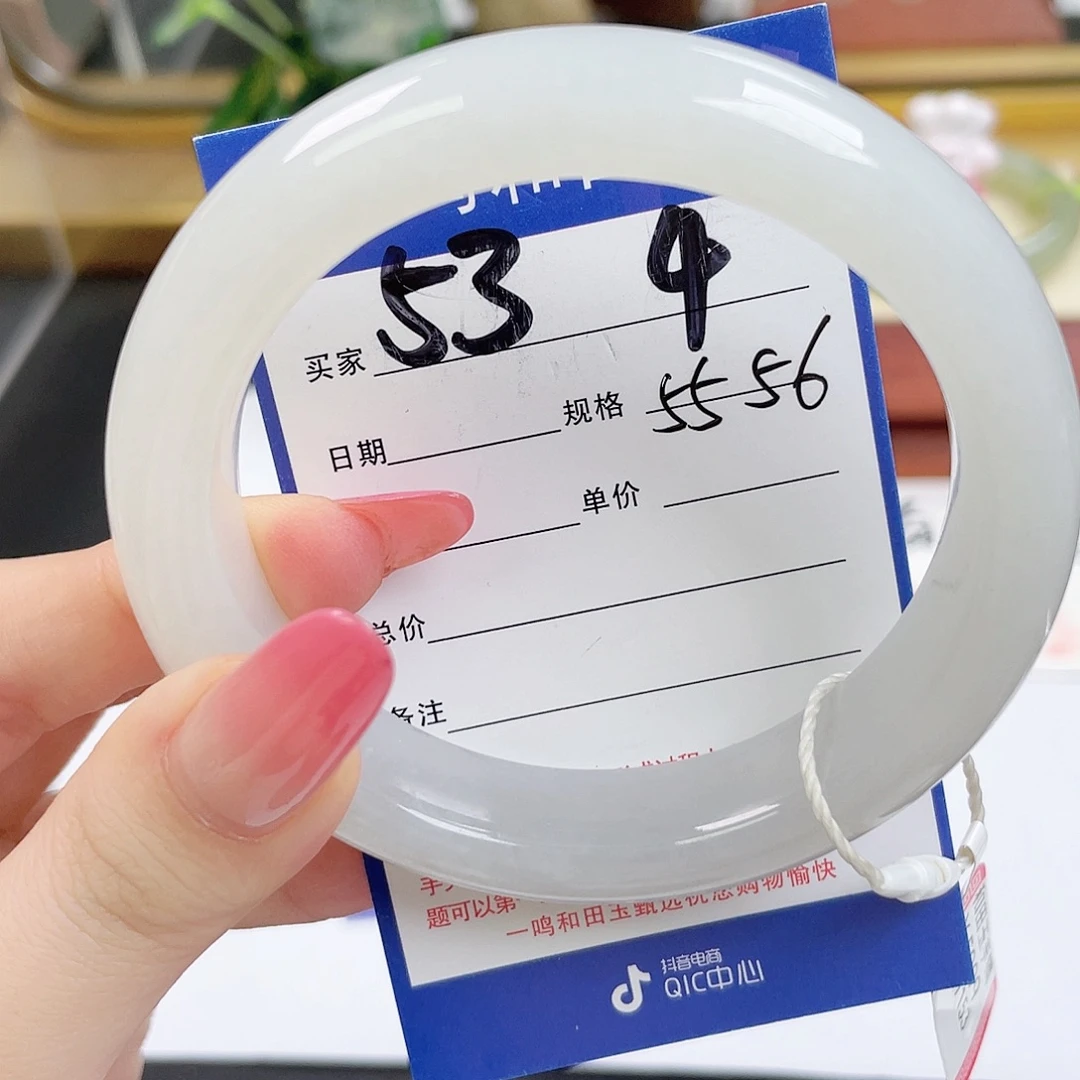 53 4
买家
规格 55 56
日期
单价
总价
备注
题可以第
一鸣和田玉甄选祝您购物愉快
抖音电商
QIC中心